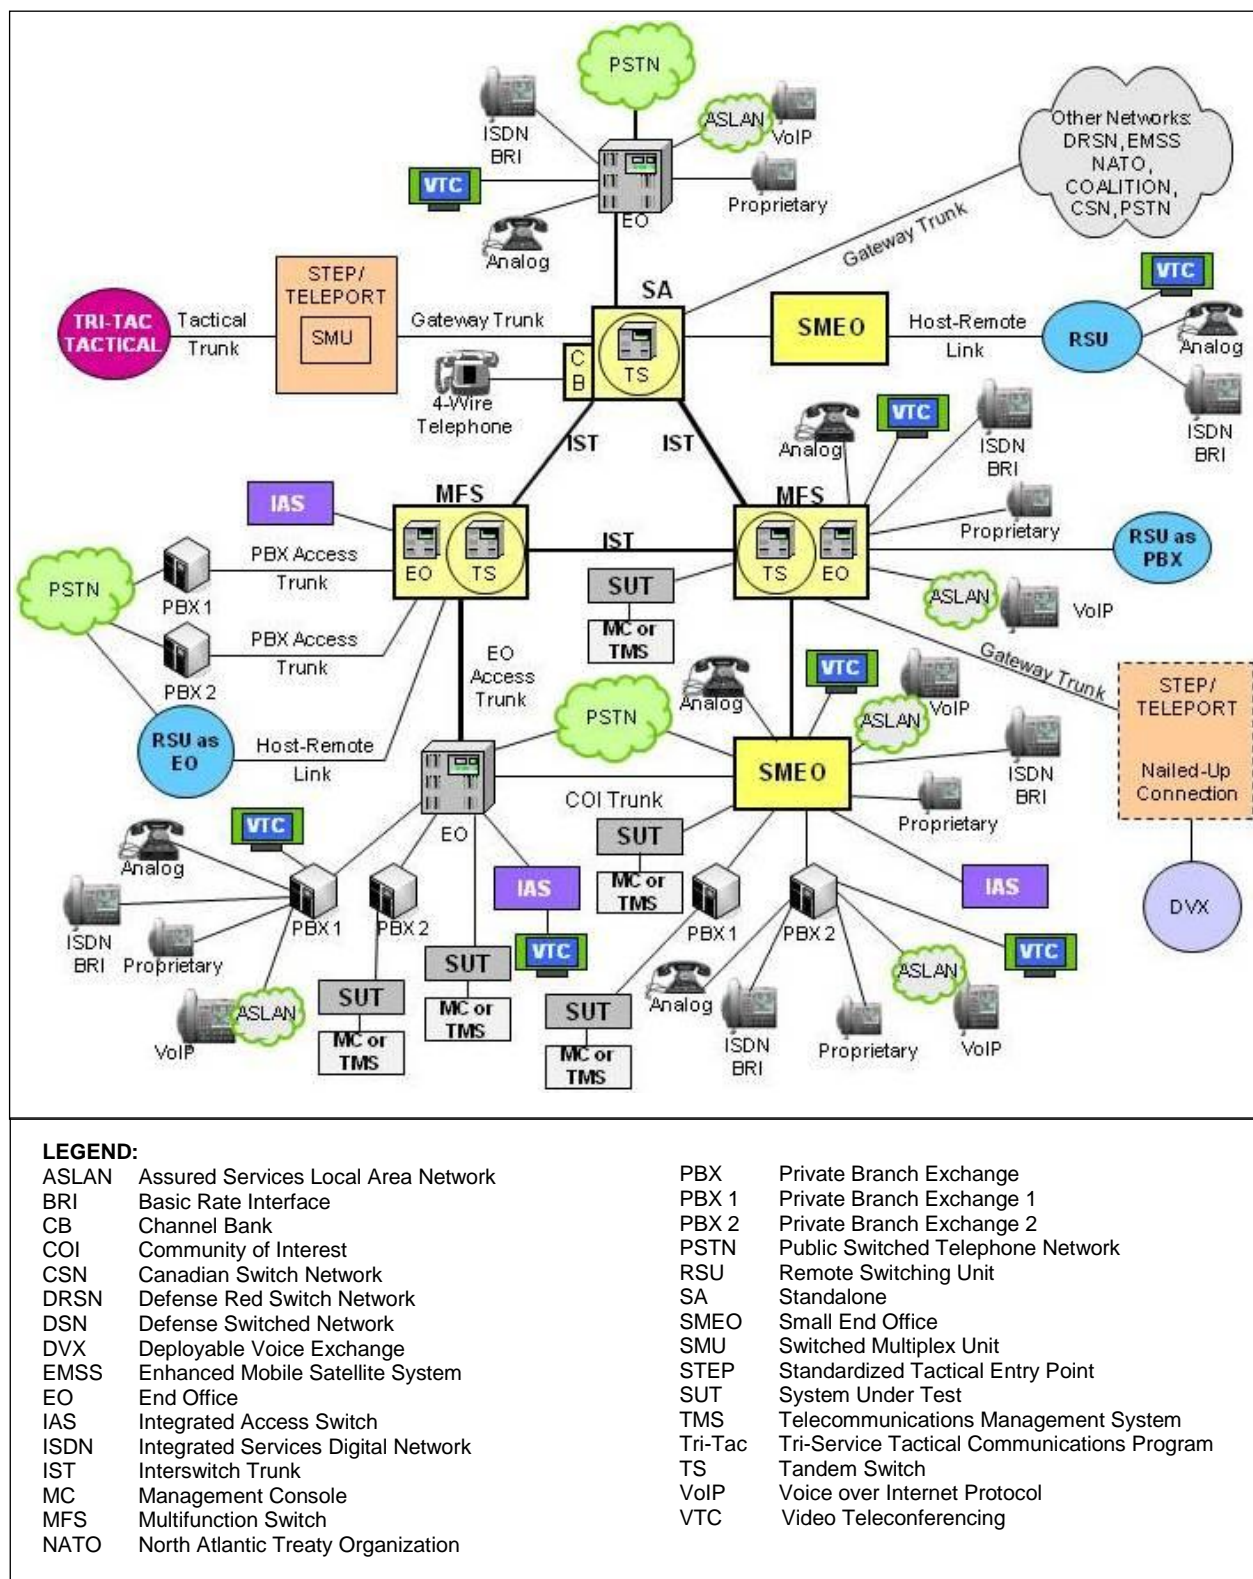 PSTN
ISDN
BRI
ASLAN
VoIP
VTC
EO
Proprietary
Analog
Other Networks:
DRSN, EMSS
NATO,
COALITION,
CSN, PSTN
Gateway Trunk
TRI-TAC
TACTICAL
Tactical
Trunk
STEP/
TELEPORT
SMU
Gateway Trunk
SA
C
B
TS
4-Wire
Telephone
SMEO
Host-Remote
Link
RSU
VTC
Analog
ISDN
BRI
IST
IST
IAS
MFS
EO
TS
IST
MFS
TS
EO
Analog
VTC
ISDN
BRI
Proprietary
RSU as
PBX
ASLAN
VoIP
SUT
MC or
TMS
PSTN
PBX 1
PBX Access
Trunk
PBX 2
PBX Access
Trunk
RSU as
EO
Host-Remote
Link
EO
Access
Trunk
Gateway Trunk
STEP/
TELEPORT
Nailed-Up
Connection
DVX
PSTN
Analog
VTC
VoIP
ASLAN
SMEO
ISDN
BRI
Proprietary
COI Trunk
EO
SUT
MC or
TMS
VTC
Analog
ISDN
BRI
Proprietary
PBX 1
PBX 2
VoIP
ASLAN
SUT
MC or
TMS
SUT
MC or
TMS
IAS
VTC
PBX 1
PBX 2
IAS
VTC
SUT
MC or
TMS
Analog
ISDN
BRI
Proprietary
ASLAN
VoIP
LEGEND:
ASLAN Assured Services Local Area Network
BRI Basic Rate Interface
CB Channel Bank
COI Community of Interest
CSN Canadian Switch Network
DRSN Defense Red Switch Network
DSN Defense Switched Network
DVX Deployable Voice Exchange
EMSS Enhanced Mobile Satellite System
EO End Office
IAS Integrated Access Switch
ISDN Integrated Services Digital Network
IST Interswitch Trunk
MC Management Console
MFS Multifunction Switch
NATO North Atlantic Treaty Organization
PBX Private Branch Exchange
PBX 1 Private Branch Exchange 1
PBX 2 Private Branch Exchange 2
PSTN Public Switched Telephone Network
RSU Remote Switching Unit
SA Standalone
SMEO Small End Office
SMU Switched Multiplex Unit
STEP Standardized Tactical Entry Point
SUT System Under Test
TMS Telecommunications Management System
Tri-Tac Tri-Service Tactical Communications Program
TS Tandem Switch
VoIP Voice over Internet Protocol
VTC Video Teleconferencing